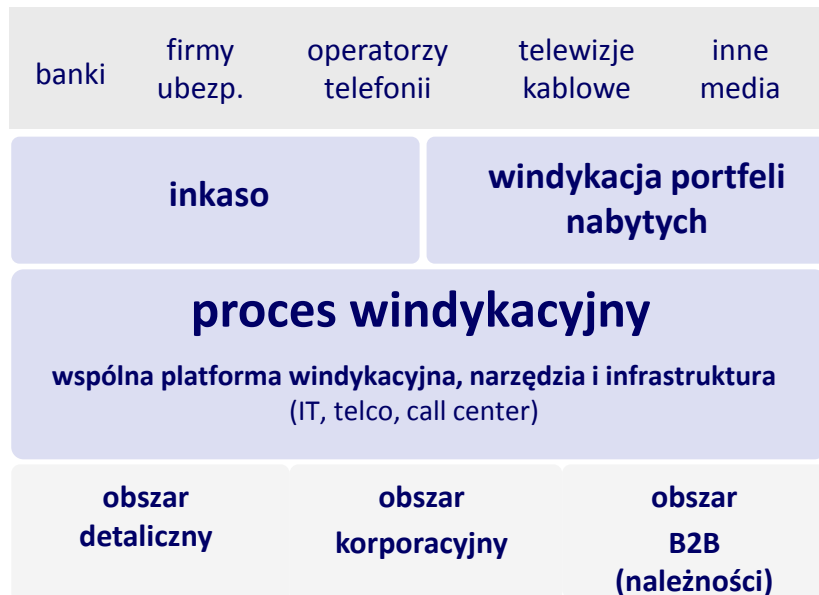 banki
firmy
ubezp.
operatorzy
telefonii
telewizje
kablowe
inne
media
inkaso
windykacja portfeli
nabytych
proces windykacyjny
wspólna platforma windykacyjna, narzędzia i infrastruktura
(IT, telco, call center)
obszar
detaliczny
obszar
korporacyjny
obszar
B2B
(należności)